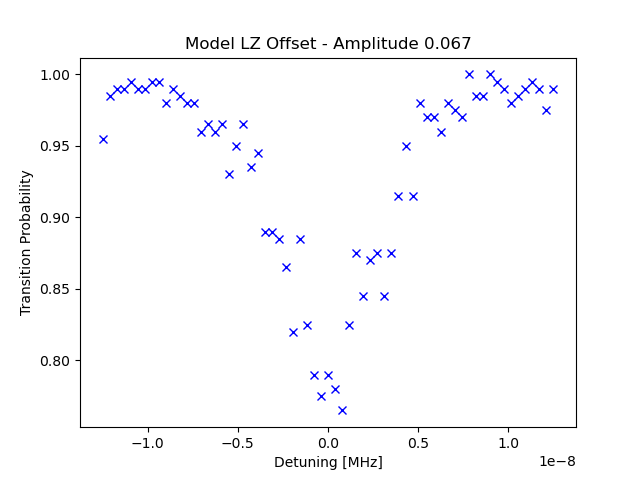 Model LZ Offset - Amplitude 0.067
1.00
0.95
0.90
0.85
0.80
Transition Probability
−1.0
−0.5
0.0
0.5
1.0
1e−8
Detuning [MHz]